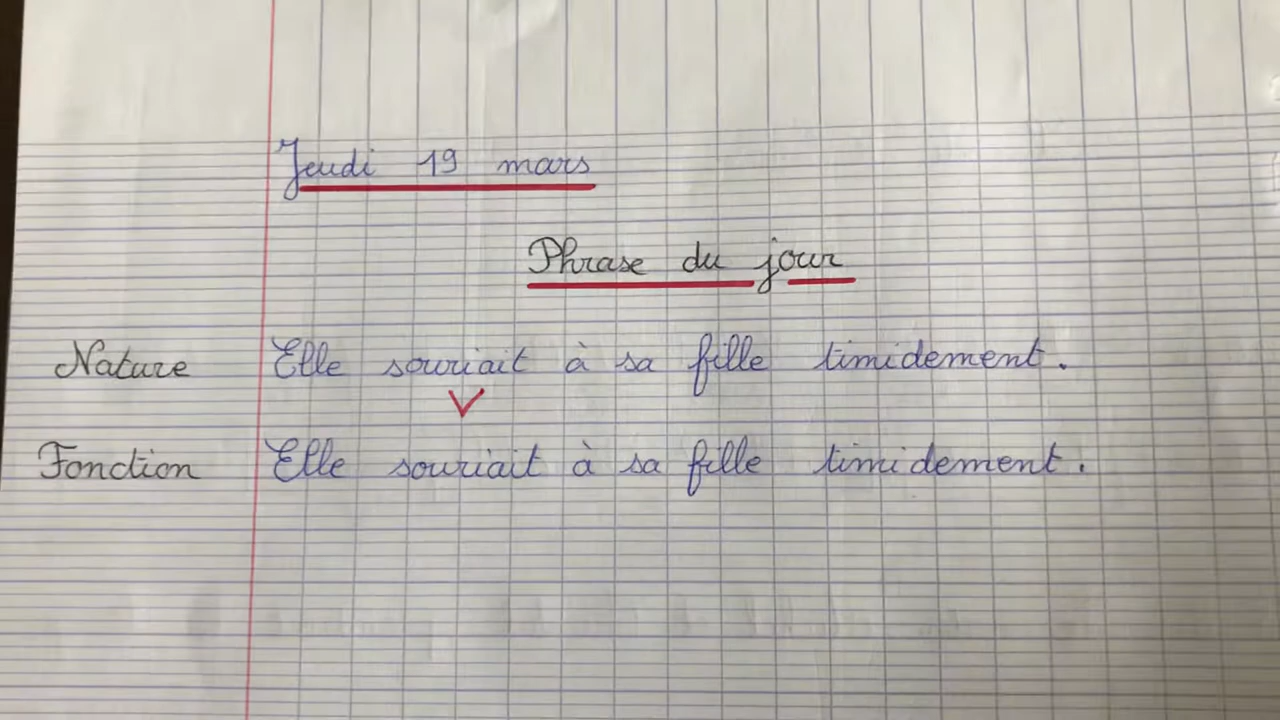 Jeudi 19 mars
Phrase du jour
Nature Elle souriait à sa fille timidement.
V
Fonction Elle souriait à sa fille timidement.